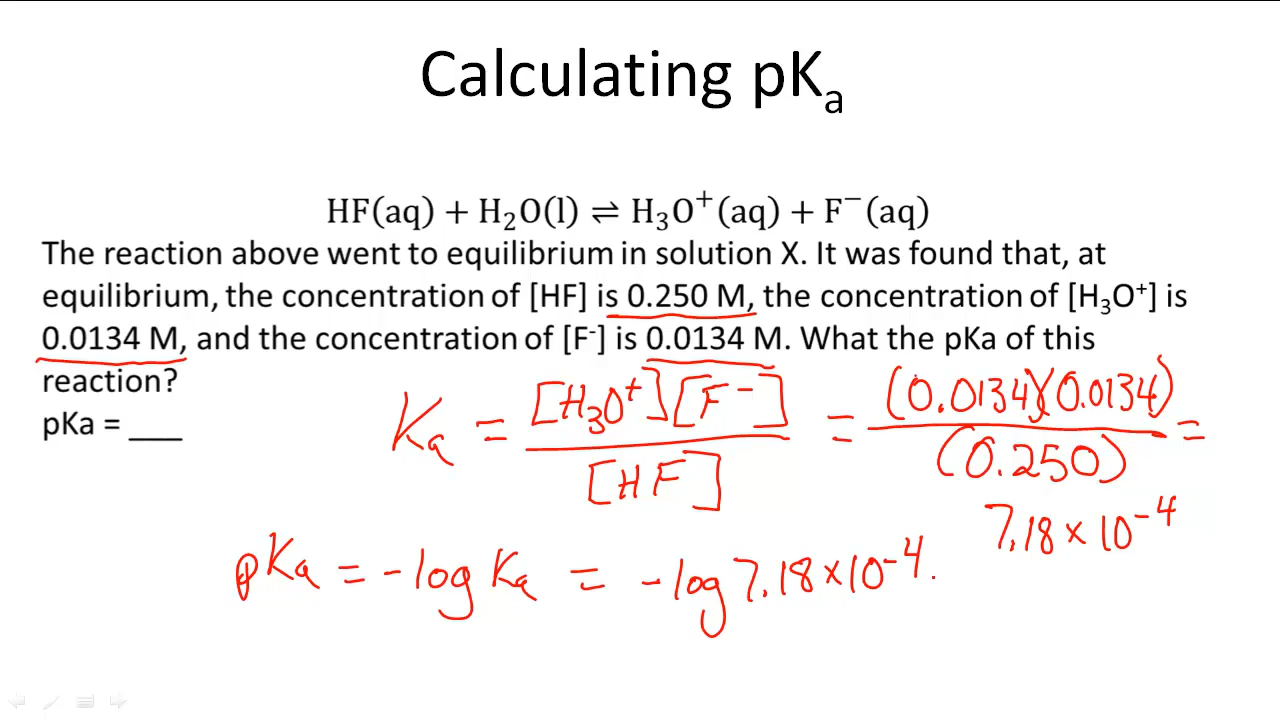 Calculating pKₐ
HF(aq) + H₂O(l) ⇌ H₃O⁺(aq) + F⁻(aq)
The reaction above went to equilibrium in solution X. It was found that, at
equilibrium, the concentration of [HF] is 0.250 M, the concentration of [H₃O⁺] is
0.0134 M, and the concentration of [F⁻] is 0.0134 M. What the pKa of this
reaction?
pKa = ___
Kₐ = [H₃O⁺][F⁻] / [HF] = (0.0134)(0.0134) / (0.250) =
7.18 × 10⁻⁴
pKₐ = -log Kₐ = -log 7.18 × 10⁻⁴.